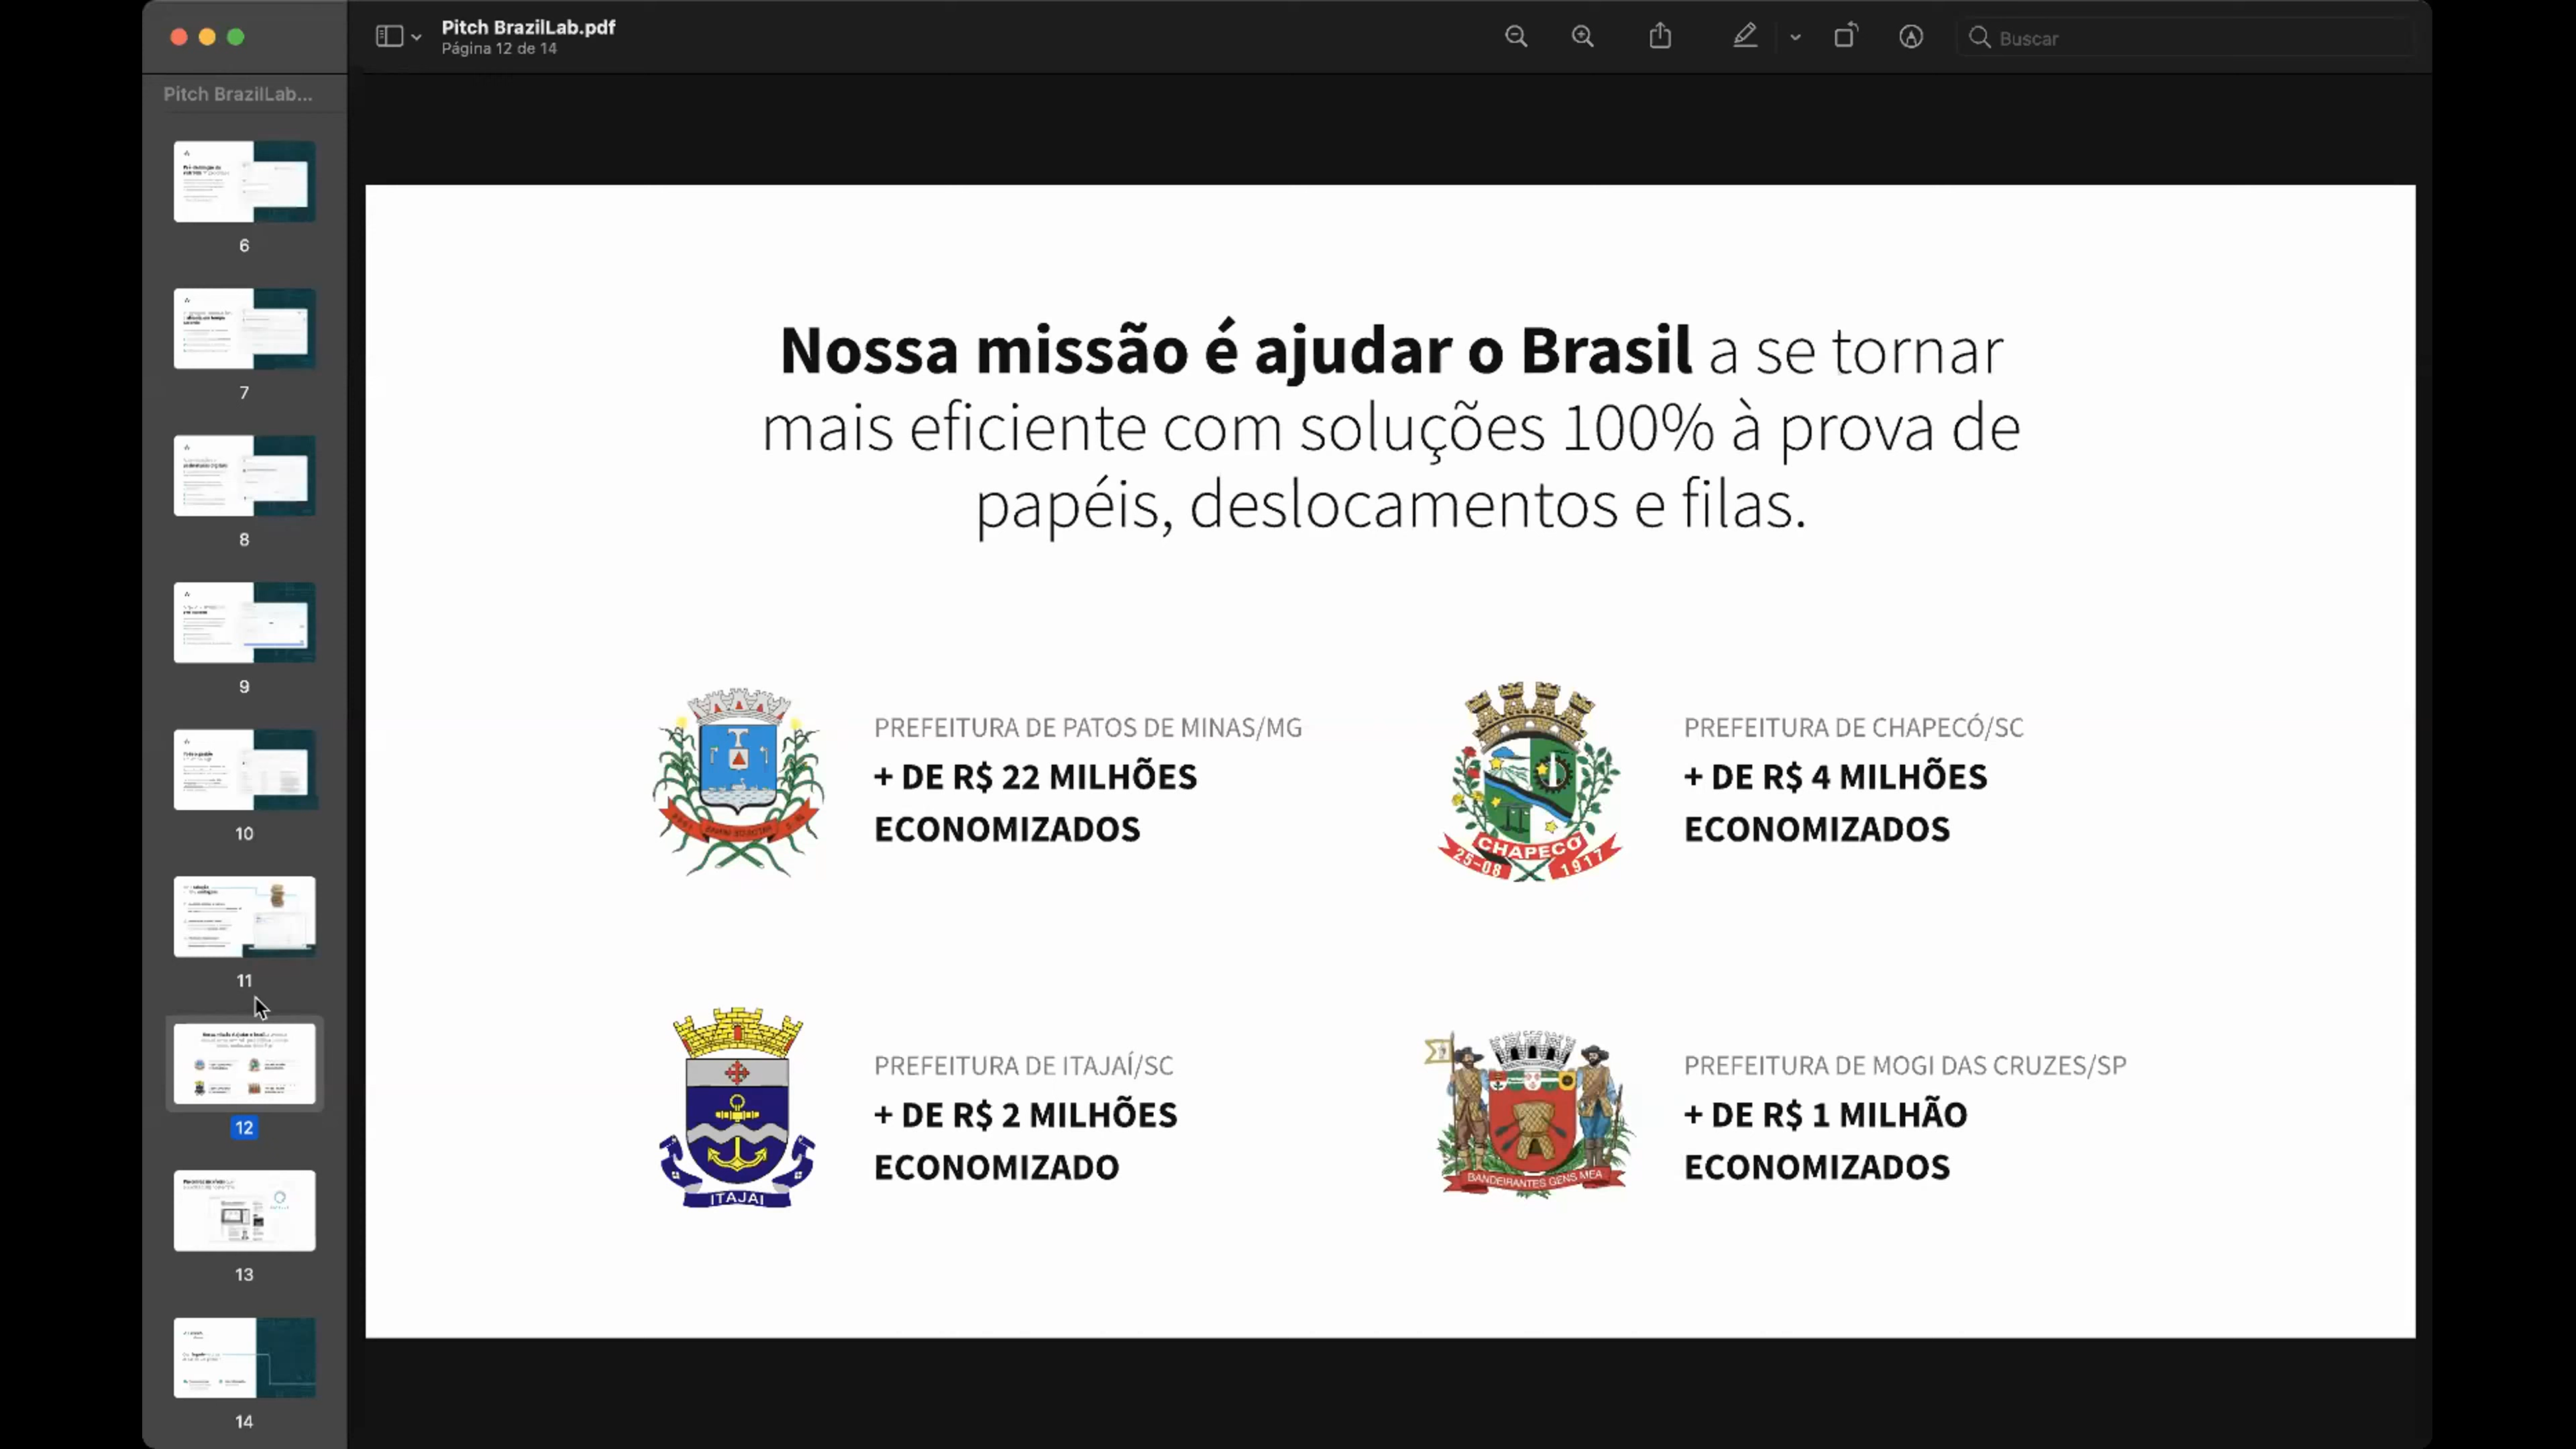 Pitch BrazilLab.pdf
Página 12 de 14
Buscar
Pitch BrazilLab...
6
7
8
9
10
11
12
13
14
Nossa missão é ajudar o Brasil a se tornar
mais eficiente com soluções 100% à prova de
papéis, deslocamentos e filas.
PREFEITURA DE PATOS DE MINAS/MG
+ DE R$ 22 MILHÕES
ECONOMIZADOS
PREFEITURA DE CHAPECÓ/SC
+ DE R$ 4 MILHÕES
ECONOMIZADOS
CHAPECÓ
25-08 1917
PREFEITURA DE ITAJAÍ/SC
+ DE R$ 2 MILHÕES
ECONOMIZADO
ITAJAI
PREFEITURA DE MOGI DAS CRUZES/SP
+ DE R$ 1 MILHÃO
ECONOMIZADOS
BANDEIRANTES GENS MEA